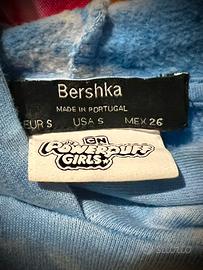 Bershka
MADE IN PORTUGAL
EUR S USA S MEX 26
CN
POWERPUFF
GIRLS